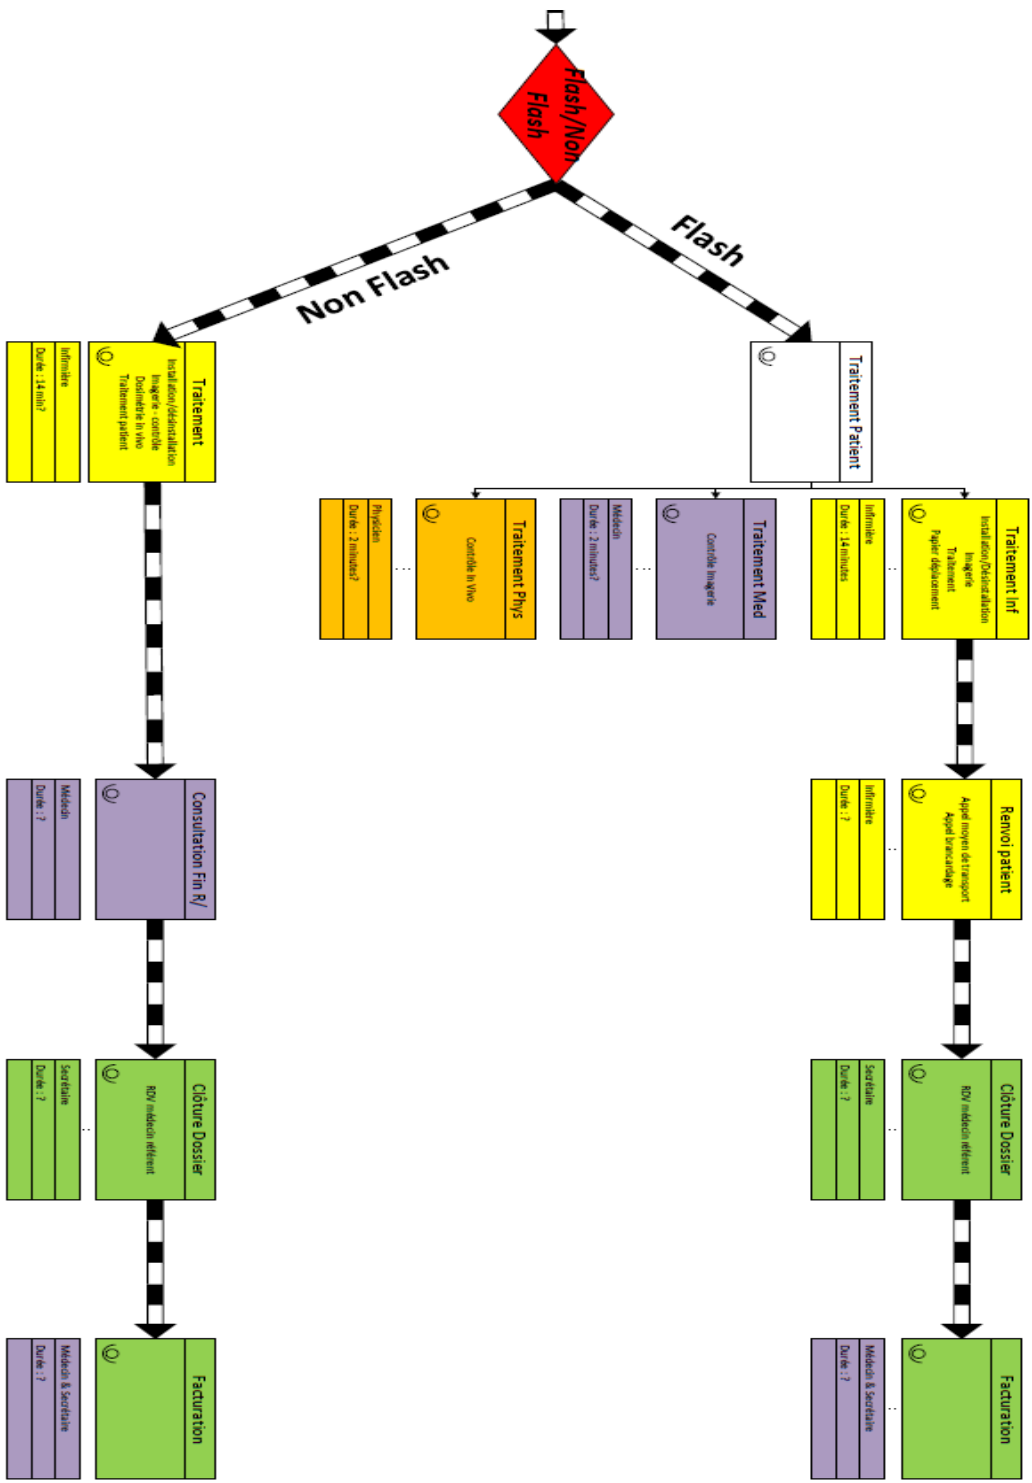 Flash/Non
Flash
Flash
Non Flash
Traitement Patient
Traitement Inf
Installation/Désinstallation
Imagerie
Traitement
Papier déplacement
Infirmière
Durée : 14 minutes
Traitement Med
Contrôle Imagerie
Médecin
Durée : 2 minutes?
Traitement Phys
Contrôle In Vivo
Physicien
Durée : 2 minutes?
Renvoi patient
Appel moyen de transport
Appel brancardage
Infirmière
Durée : ?
Clôture Dossier
RDV médecin référent
Secrétaire
Durée : ?
Facturation
Médecin & Secrétaire
Durée : ?
Traitement
Installation/désinstallation
Imagerie - contrôle
Dosimétrie in vivo
Traitement patient
Infirmière
Durée : 14 min?
Consultation Fin R/
Médecin
Durée : ?
Clôture Dossier
RDV médecin référent
Secrétaire
Durée : ?
Facturation
Médecin & Secrétaire
Durée : ?